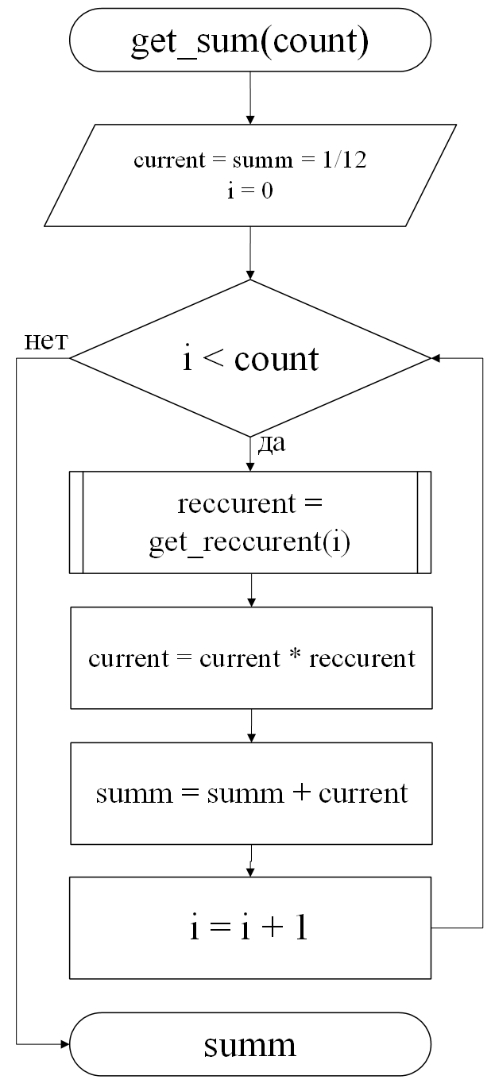 get_sum(count)
current = summ = 1/12
i = 0
нет
i < count
да
reccurent =
get_reccurent(i)
current = current * reccurent
summ = summ + current
i = i + 1
summ